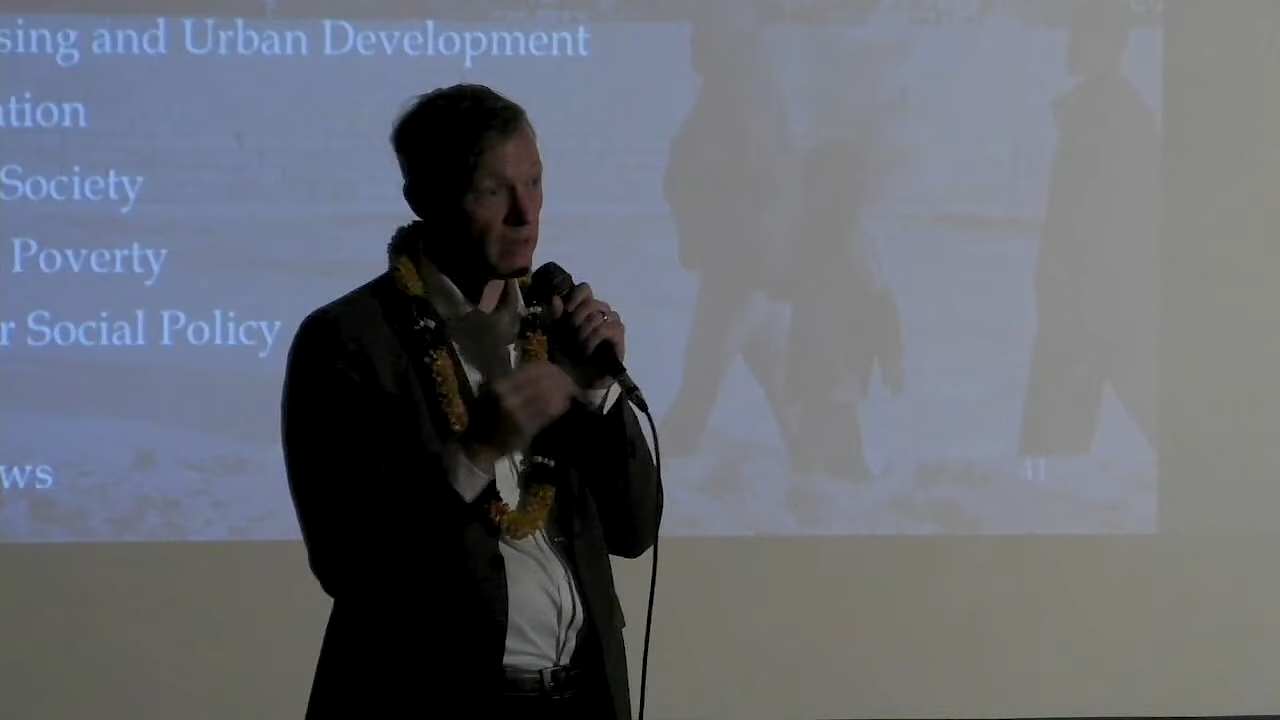 sing and Urban Development
ation
Society
Poverty
r Social Policy
ws